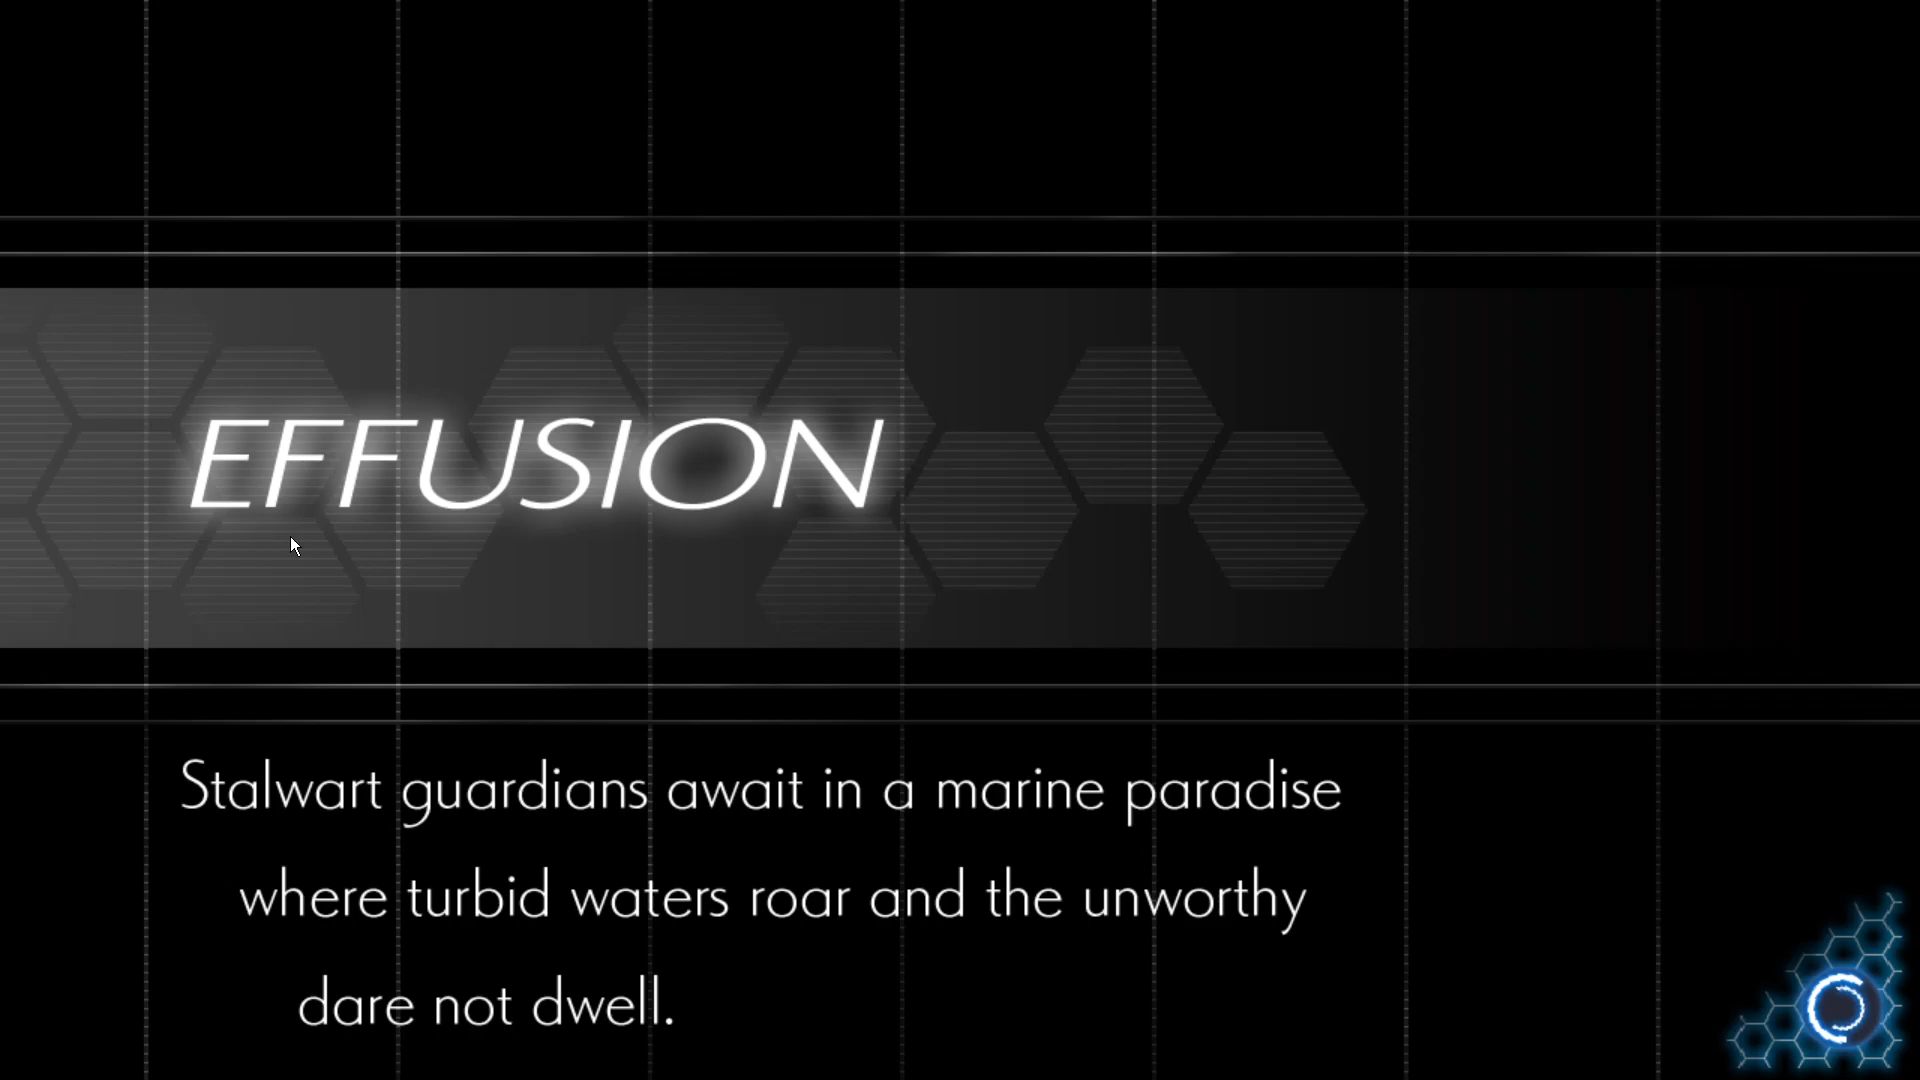 EFFUSION
Stalwart guardians await in a marine paradise
where turbid waters roar and the unworthy
dare not dwell.